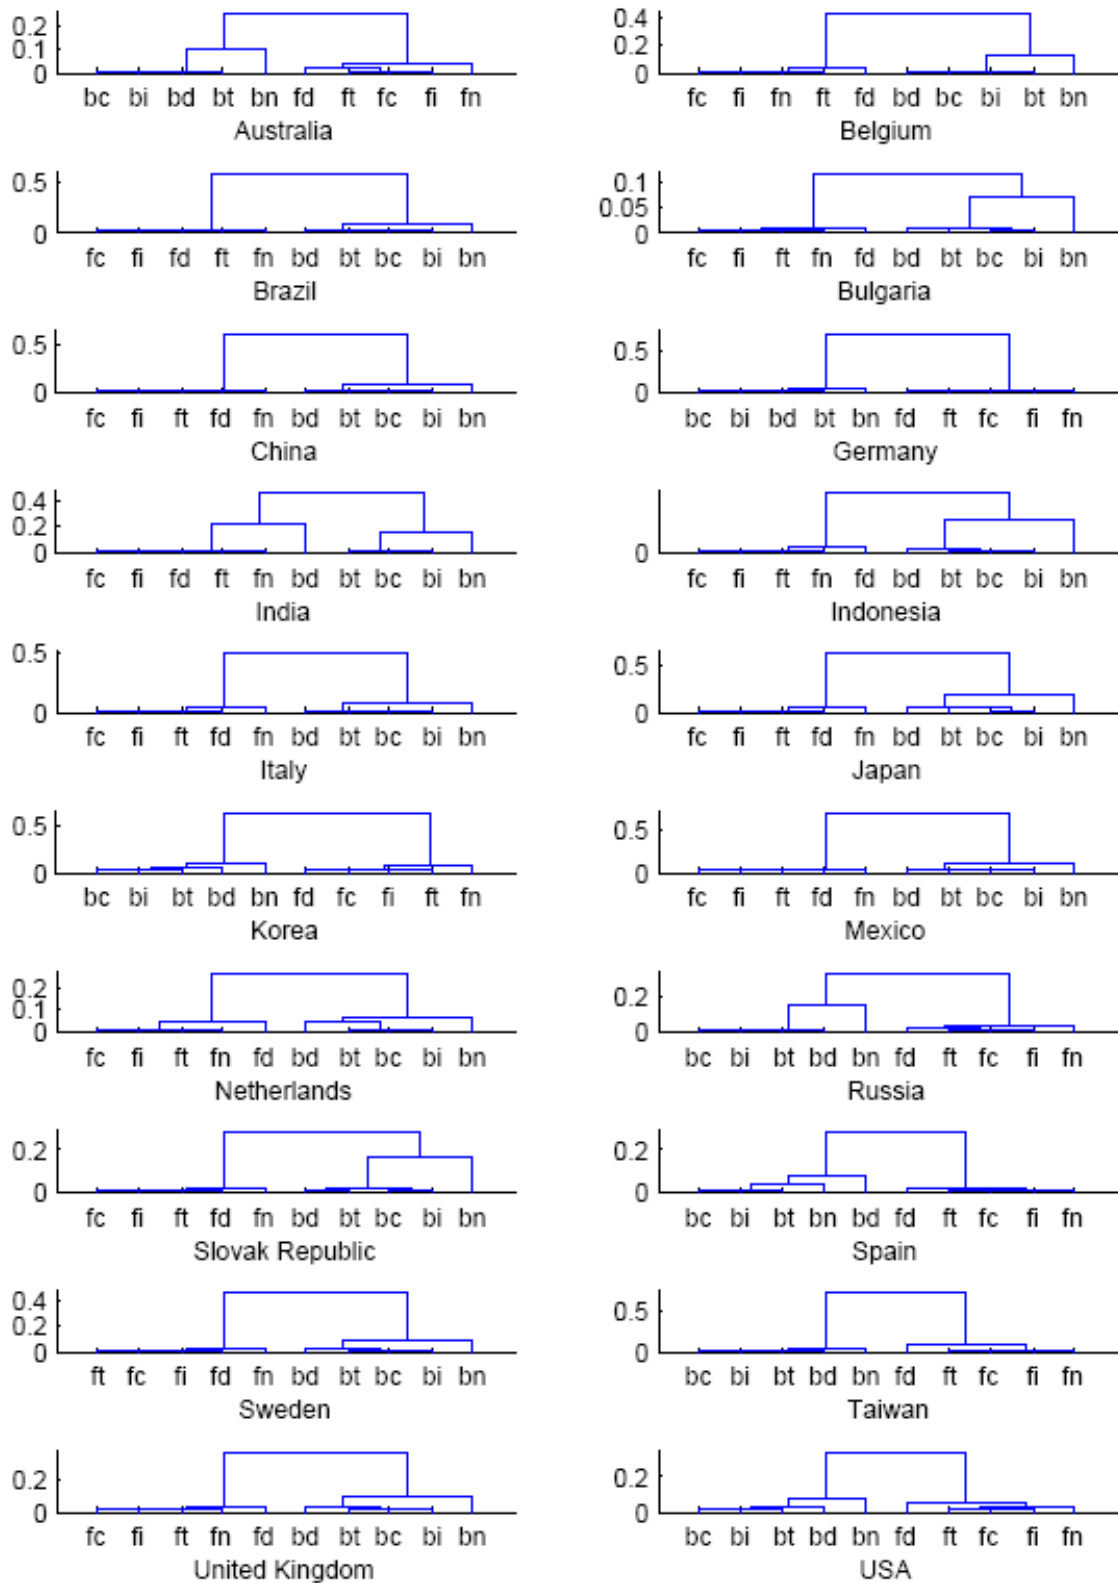 0.2
0.1
0
bc bi bd bt bn fd ft fc fi fn
Australia
0.4
0.2
0
fc fi fn ft fd bd bc bi bt bn
Belgium
0.5
0
fc fi fd ft fn bd bt bc bi bn
Brazil
0.1
0.05
0
fc fi ft fn fd bd bt bc bi bn
Bulgaria
0.5
0
fc fi ft fd fn bd bt bc bi bn
China
0.5
0
bc bi bd bt bn fd ft fc fi fn
Germany
0.4
0.2
0
fc fi fd ft fn bd bt bc bi bn
India
0
fc fi ft fn fd bd bt bc bi bn
Indonesia
0.5
0
fc fi ft fd fn bd bt bc bi bn
Italy
0.5
0
fc fi ft fd fn bd bt bc bi bn
Japan
0.5
0
bc bi bt bd bn fd fc fi ft fn
Korea
0.5
0
fc fi ft fd fn bd bt bc bi bn
Mexico
0.2
0.1
0
fc fi ft fn fd bd bt bc bi bn
Netherlands
0.2
0
bc bi bt bd bn fd ft fc fi fn
Russia
0.2
0
fc fi ft fd fn bd bt bc bi bn
Slovak Republic
0.2
0
bc bi bt bn bd fd ft fc fi fn
Spain
0.4
0.2
0
ft fc fi fd fn bd bt bc bi bn
Sweden
0.5
0
bc bi bt bd bn fd ft fc fi fn
Taiwan
0.2
0
fc fi ft fn fd bd bt bc bi bn
United Kingdom
0.2
0
bc bi bt bd bn fd ft fc fi fn
USA